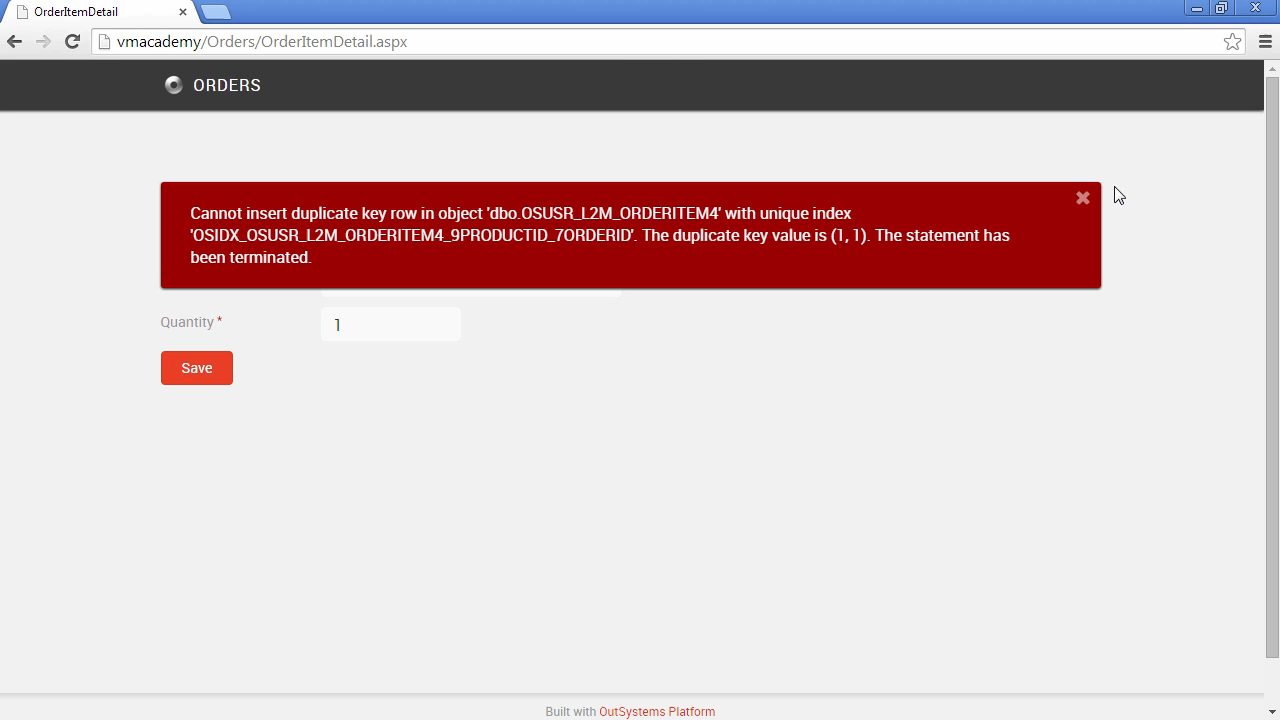 OrderItemDetail
vmacademy/Orders/OrderItemDetail.aspx
ORDERS
Cannot insert duplicate key row in object 'dbo.OSUSR_L2M_ORDERITEM4' with unique index
'OSIDX_OSUSR_L2M_ORDERITEM4_9PRODUCTID_7ORDERID'. The duplicate key value is (1, 1). The statement has
been terminated.
Quantity *
1
Save
Built with OutSystems Platform